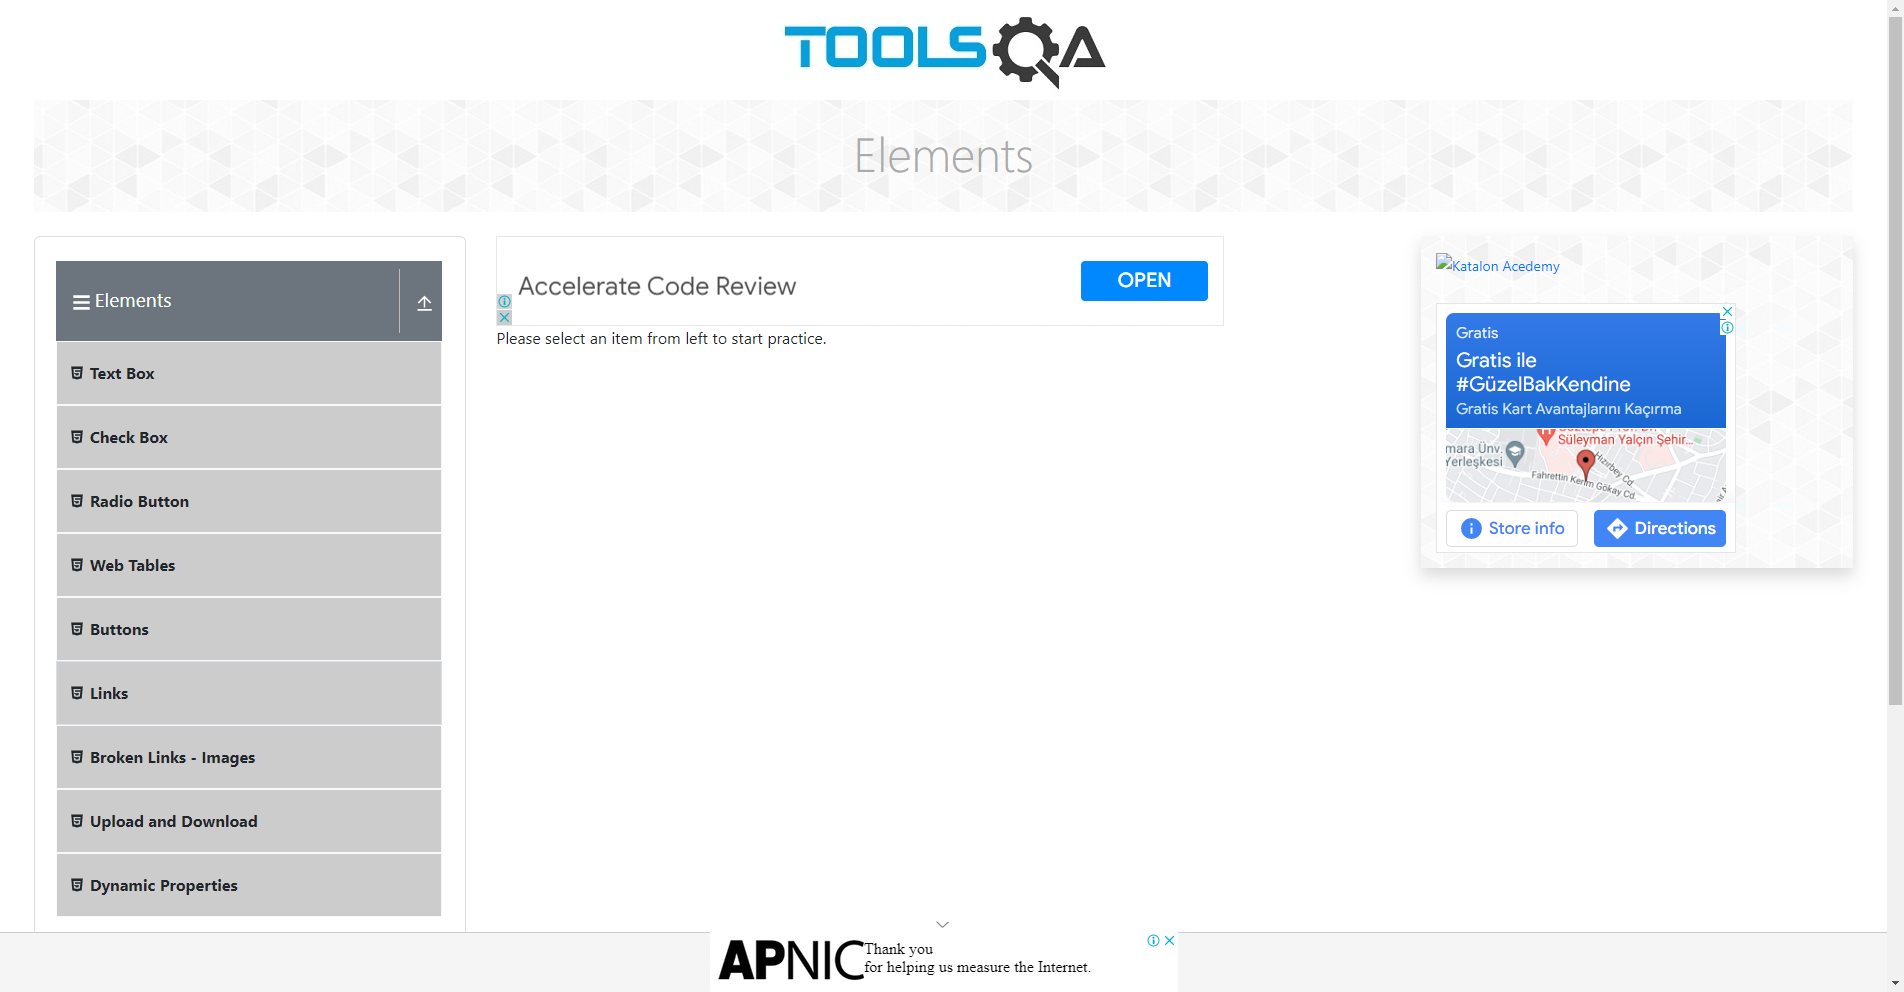 TOOLSQA
Elements
Elements
Text Box
Check Box
Radio Button
Web Tables
Buttons
Links
Broken Links - Images
Upload and Download
Dynamic Properties
Accelerate Code Review
OPEN
Please select an item from left to start practice.
Katalon Acedemy
Gratis
Gratis ile
#GüzelBakKendine
Gratis Kart Avantajlarını Kaçırma
Süleyman Yalçın Şehir...
mara Ünv.
Yerleşkesi
Hızırbey Cd.
Fahrettin Kerim Gökay Cd.
Store info
Directions
APNIC
Thank you
for helping us measure the Internet.